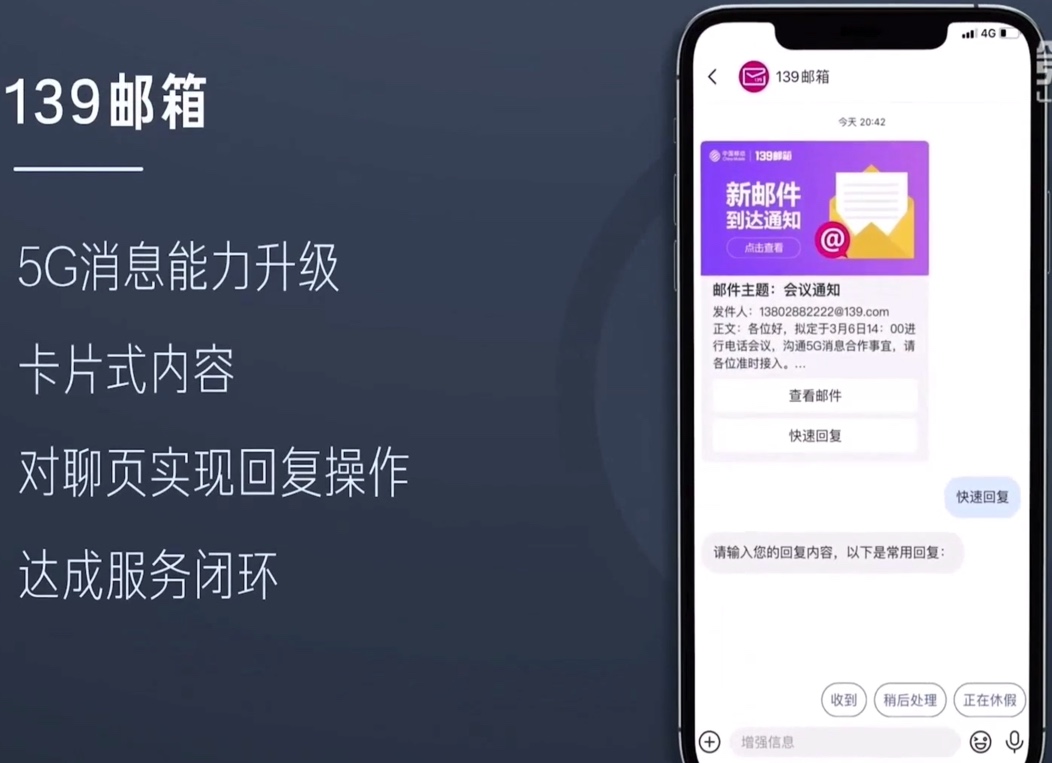 139邮箱
5G消息能力升级
卡片式内容
对聊页实现回复操作
达成服务闭环
4G
139邮箱
今天 20:42
中国移动 139邮箱
新邮件
到达通知
点击查看
@
邮件主题：会议通知
发件人：13802882222@139.com
正文：各位好，拟定于3月6日14：00进
行电话会议，沟通5G消息合作事宜，请
各位准时接入。...
查看邮件
快速回复
快速回复
请输入您的回复内容，以下是常用回复：
收到 稍后处理 正在休假
增强信息